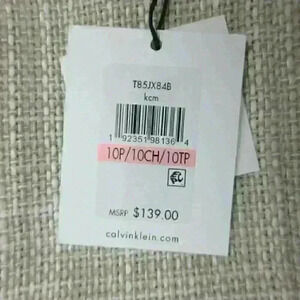 T85JX84B
kcm
1 92351 98136 4
10P/10CH/10TP
MSRP $139.00
calvinklein.com